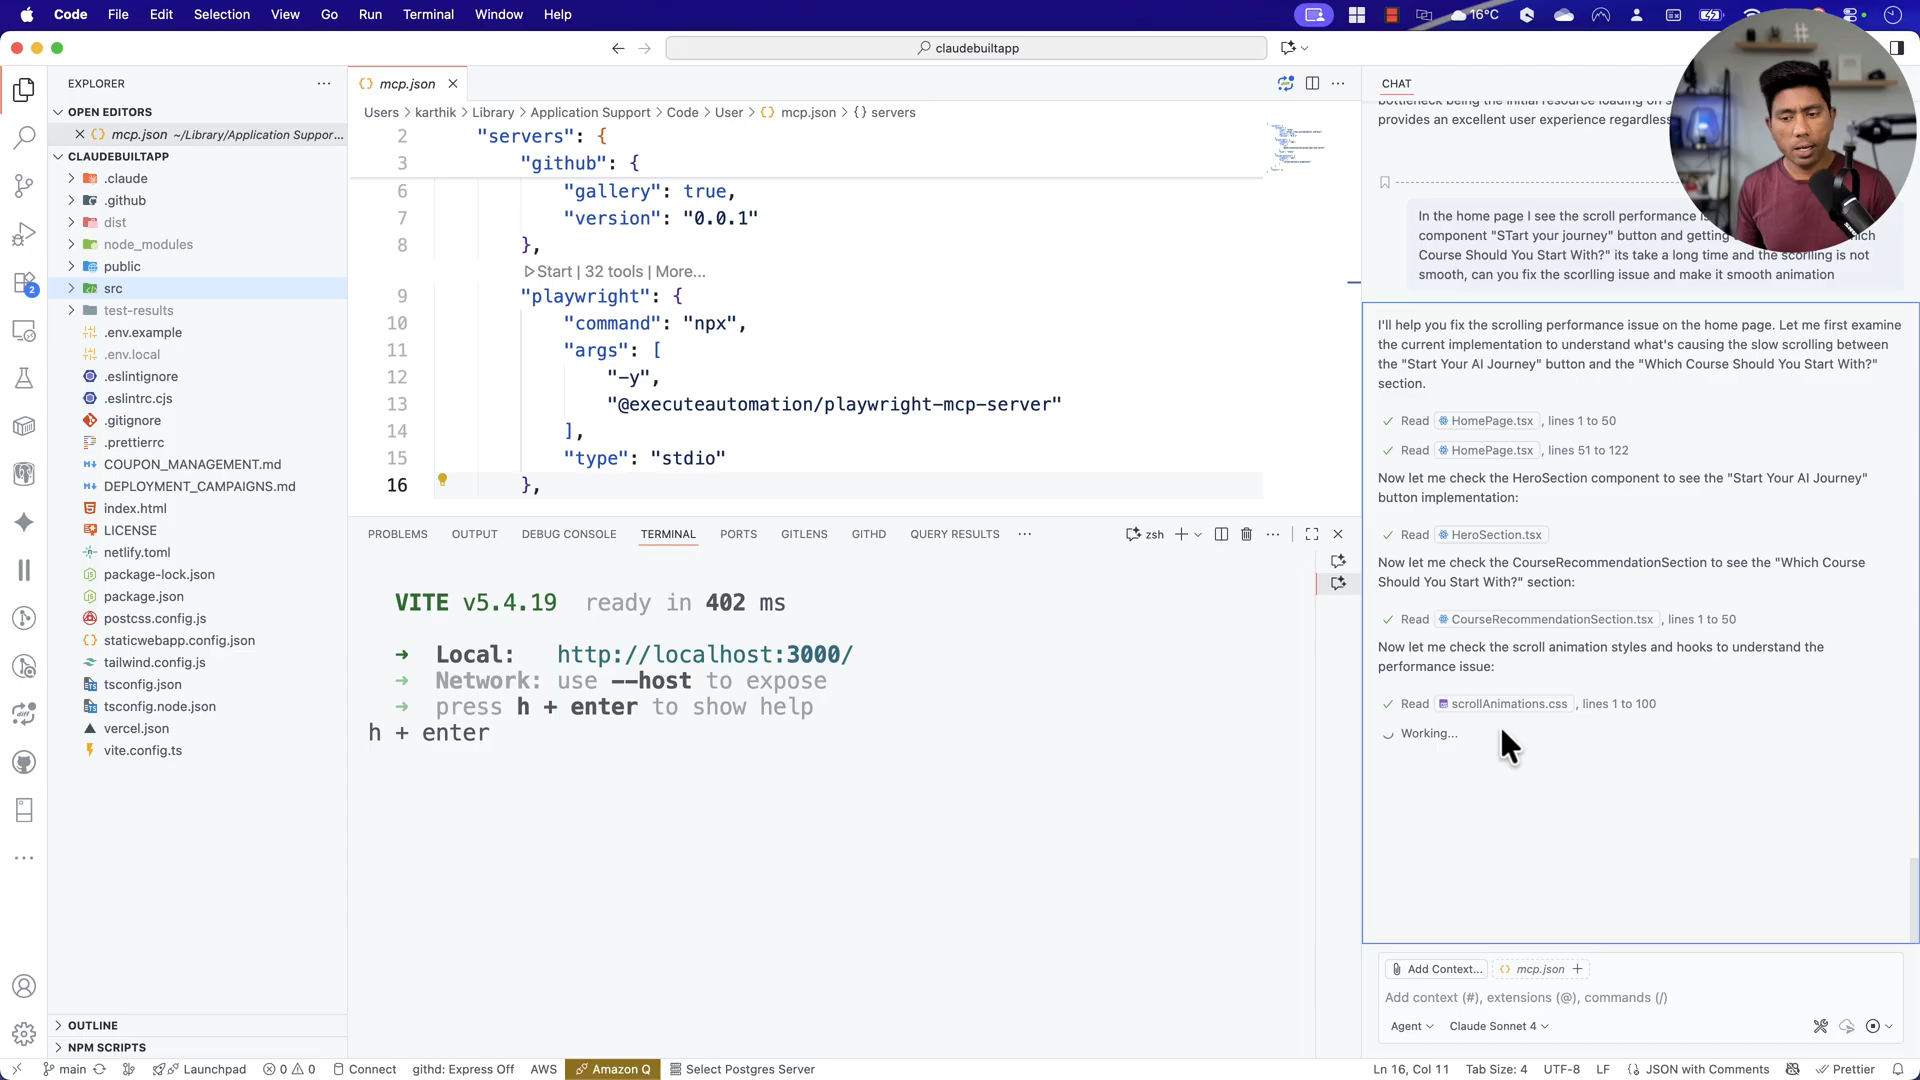 Code File Edit Selection View Go Run Terminal Window Help
16°C
claudebuiltapp
EXPLORER
OPEN EDITORS
mcp.json ~/Library/Application Suppor...
CLAUDEBUILTAPP
.claude
.github
dist
node_modules
public
src
test-results
.env.example
.env.local
.eslintignore
.eslintrc.cjs
.gitignore
.prettierrc
COUPON_MANAGEMENT.md
DEPLOYMENT_CAMPAIGNS.md
index.html
LICENSE
netlify.toml
package-lock.json
package.json
postcss.config.js
staticwebapp.config.json
tailwind.config.js
tsconfig.json
tsconfig.node.json
vercel.json
vite.config.ts
OUTLINE
NPM SCRIPTS
2
mcp.json
Users > karthik > Library > Application Support > Code > User > {} mcp.json > {} servers
2 "servers": {
3 "github": {
6 "gallery": true,
7 "version": "0.0.1"
8 },
Start | 32 tools | More...
9 "playwright": {
10 "command": "npx",
11 "args": [
12 "-y",
13 "@executeautomation/playwright-mcp-server"
14 ],
15 "type": "stdio"
16 },
PROBLEMS OUTPUT DEBUG CONSOLE TERMINAL PORTS GITLENS GITHD QUERY RESULTS ··· zsh
VITE v5.4.19 ready in 402 ms
➜ Local: http://localhost:3000/
➜ Network: use --host to expose
➜ press h + enter to show help
h + enter
CHAT
bottleneck being the initial resource loading on s
provides an excellent user experience regardless
In the home page I see the scroll performance is
component "STart your journey" button and getting
Course Should You Start With?" its take a long time and the scorlling is not
smooth, can you fix the scorlling issue and make it smooth animation
I'll help you fix the scrolling performance issue on the home page. Let me first examine
the current implementation to understand what's causing the slow scrolling between
the "Start Your AI Journey" button and the "Which Course Should You Start With?"
section.
Read HomePage.tsx, lines 1 to 50
Read HomePage.tsx, lines 51 to 122
Now let me check the HeroSection component to see the "Start Your AI Journey"
button implementation:
Read HeroSection.tsx
Now let me check the CourseRecommendationSection to see the "Which Course
Should You Start With?" section:
Read CourseRecommendationSection.tsx, lines 1 to 50
Now let me check the scroll animation styles and hooks to understand the
performance issue:
Read scrollAnimations.css, lines 1 to 100
Working...
Add Context... mcp.json
Add context (#), extensions (@), commands (/)
Agent Claude Sonnet 4
main Launchpad 0 0 Connect githd: Express Off AWS Amazon Q Select Postgres Server Ln 16, Col 11 Tab Size: 4 UTF-8 LF {} JSON with Comments Prettier